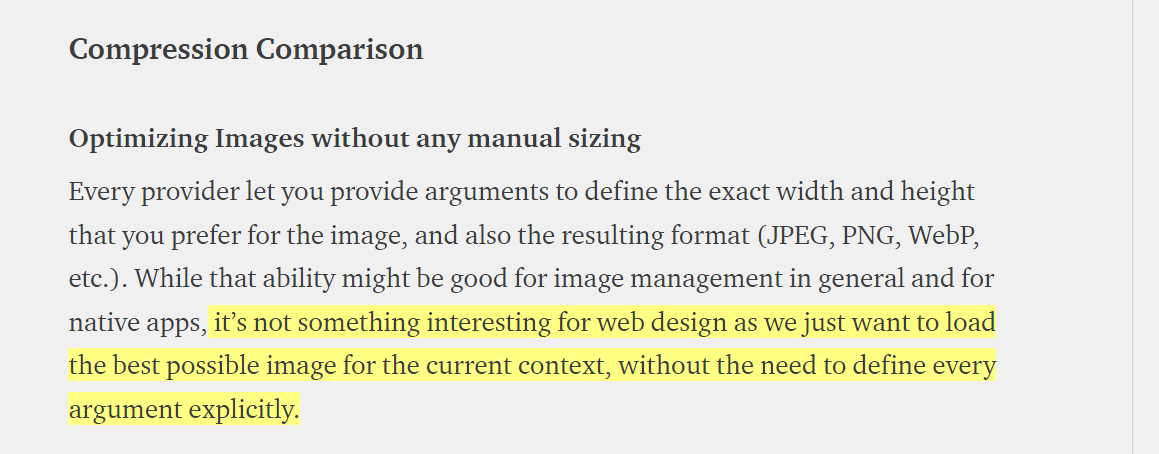 Compression Comparison
Optimizing Images without any manual sizing
Every provider let you provide arguments to define the exact width and height
that you prefer for the image, and also the resulting format (JPEG, PNG, WebP,
etc.). While that ability might be good for image management in general and for
native apps, it’s not something interesting for web design as we just want to load
the best possible image for the current context, without the need to define every
argument explicitly.